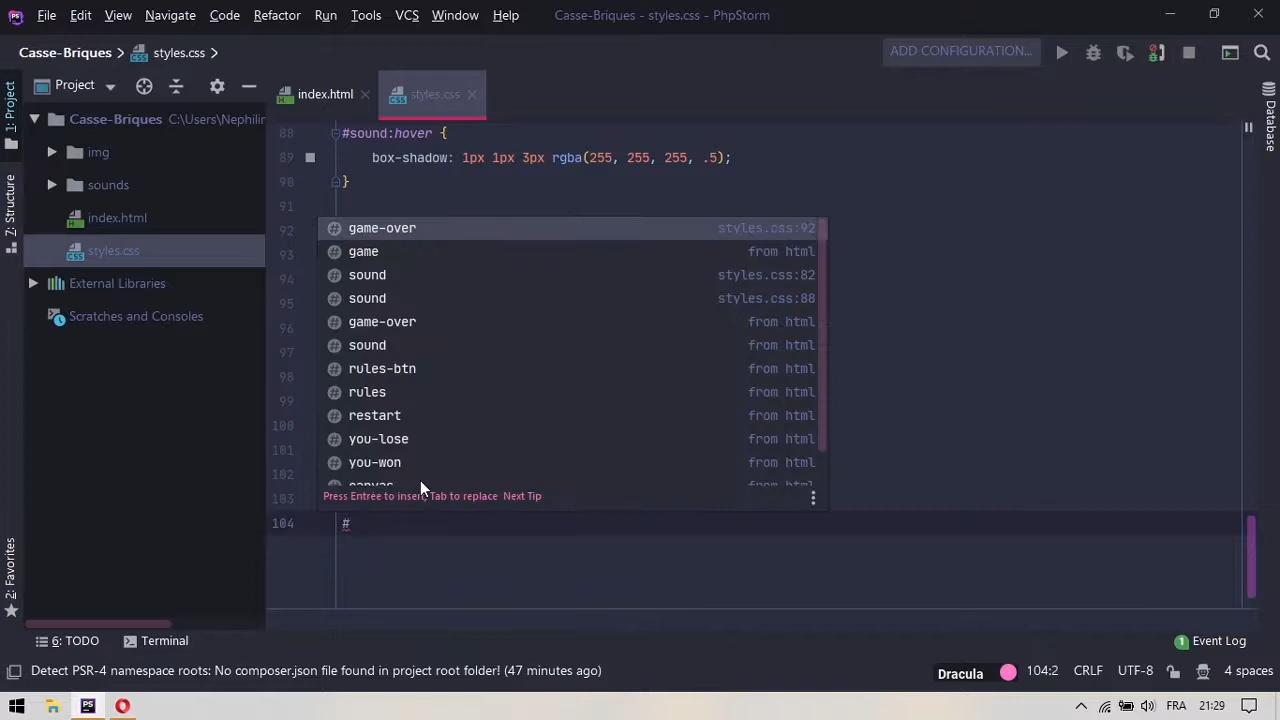 PS File Edit View Navigate Code Refactor Run Tools VCS Window Help Casse-Briques - styles.css - PhpStorm
Casse-Briques styles.css ADD CONFIGURATION...
1: Project
Project
index.html styles.css
Casse-Briques C:\Users\Nephilin
img
sounds
index.html
styles.css
External Libraries
Scratches and Consoles
7: Structure
2: Favorites
Database
88 #sound:hover {
89 box-shadow: 1px 1px 3px rgba(255, 255, 255, .5);
90 }
91
92
93
94
95
96
97
98
99
100
101
102
103
104 #
game-over styles.css:92
game from html
sound styles.css:82
sound styles.css:88
game-over from html
sound from html
rules-btn from html
rules from html
restart from html
you-lose from html
you-won from html
canvas from html
Press Entrée to insert, Tab to replace Next Tip
6: TODO Terminal 1 Event Log
Detect PSR-4 namespace roots: No composer.json file found in project root folder! (47 minutes ago) Dracula 104:2 CRLF UTF-8 4 spaces
PS FRA 21:29